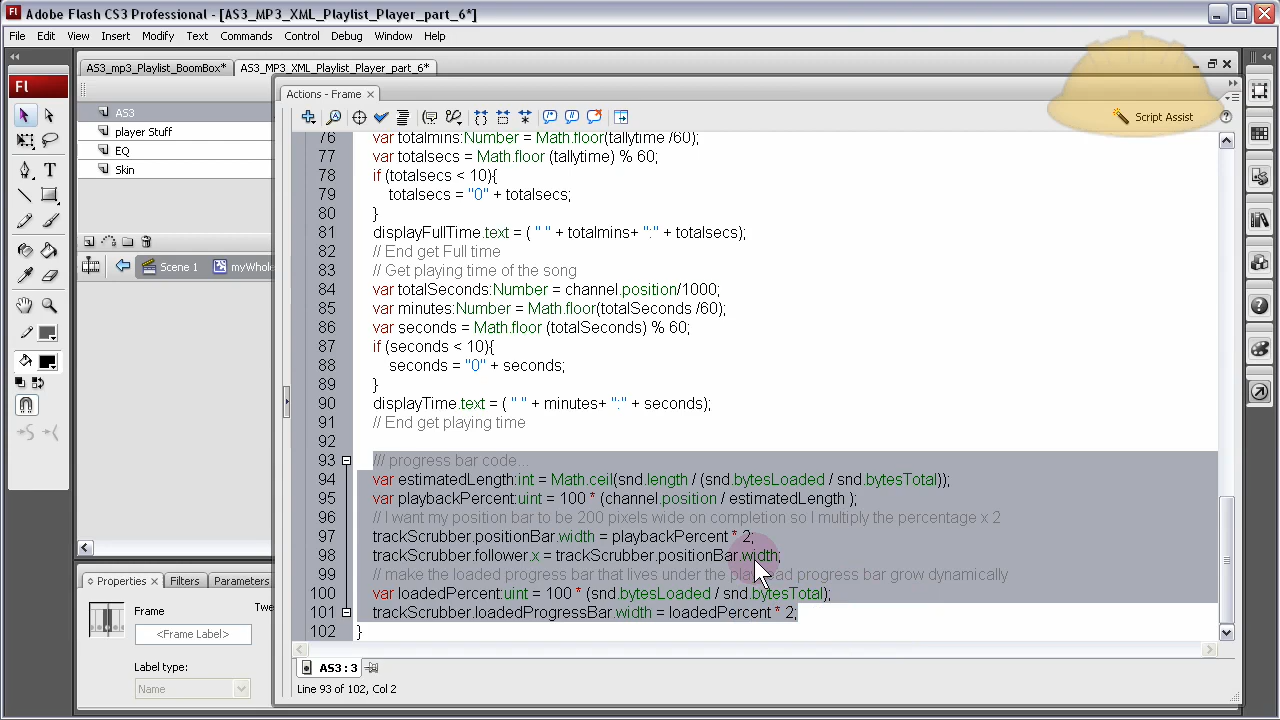 Fl Adobe Flash CS3 Professional - [AS3_MP3_XML_Playlist_Player_part_6*]
File Edit View Insert Modify Text Commands Control Debug Window Help
AS3_mp3_Playlist_BoomBox* AS3_MP3_XML_Playlist_Player_part_6*
Fl
Actions - Frame
Script Assist
AS3
player Stuff
EQ
Skin
Scene 1 myWhole
76 var totalmins:Number = Math.floor(tallytime /60);
77 var totalsecs = Math.floor (tallytime) % 60;
78 if (totalsecs < 10){
79 totalsecs = "0" + totalsecs;
80 }
81 displayFullTime.text = ( " " + totalmins+ ":" + totalsecs);
82 // End get Full time
83 // Get playing time of the song
84 var totalSeconds:Number = channel.position/1000;
85 var minutes:Number = Math.floor(totalSeconds /60);
86 var seconds = Math.floor (totalSeconds) % 60;
87 if (seconds < 10){
88 seconds = "0" + seconds;
89 }
90 displayTime.text = ( " " + minutes+ ":" + seconds);
91 // End get playing time
92
93 /// progress bar code...
94 var estimatedLength:int = Math.ceil(snd.length / (snd.bytesLoaded / snd.bytesTotal));
95 var playbackPercent:uint = 100 * (channel.position / estimatedLength );
96 // I want my position bar to be 200 pixels wide on completion so I multiply the percentage x 2
97 trackScrubber.positionBar.width = playbackPercent * 2;
98 trackScrubber.follower.x = trackScrubber.positionBar.width;
99 // make the loaded progress bar that lives under the playhead progress bar grow dynamically
100 var loadedPercent:uint = 100 * (snd.bytesLoaded / snd.bytesTotal);
101 trackScrubber.loadedProgressBar.width = loadedPercent * 2;
102 }
AS3 : 3
Line 93 of 102, Col 2
Properties Filters Parameters
Frame
<Frame Label>
Label type:
Name